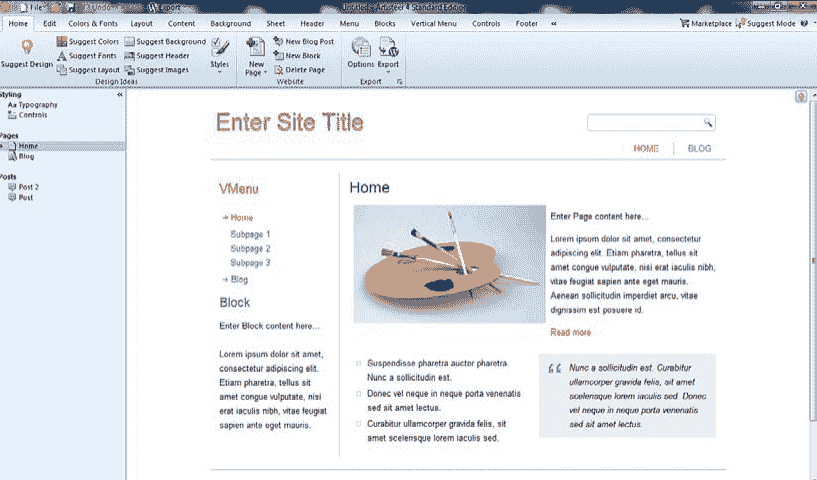 File
Undo
Export
Untitled - Artisteer 4 Standard Edition
Home Edit Colors & Fonts Layout Content Background Sheet Header Menu Blocks Vertical Menu Controls Footer « Marketplace Suggest Mode
Suggest Design
Suggest Colors
Suggest Fonts
Suggest Layout
Suggest Background
Suggest Header
Suggest Images
Styles
Design Ideas
New Page
New Blog Post
New Block
Delete Page
Website
Options Export
Export
Styling «
Aa Typography
Controls
Pages
Home
Blog
Posts
Post 2
Post
Enter Site Title
HOME BLOG
VMenu
Home
Subpage 1
Subpage 2
Subpage 3
Blog
Block
Enter Block content here...
Lorem ipsum dolor sit amet,
consectetur adipiscing elit.
Etiam pharetra, tellus sit
amet congue vulputate, nisi
erat iaculis nibh, vitae feugiat
sapien ante eget mauris.
Home
Enter Page content here...
Lorem ipsum dolor sit amet, consectetur
adipiscing elit. Etiam pharetra, tellus sit
amet congue vulputate, nisi erat iaculis nibh,
vitae feugiat sapien ante eget mauris.
Aenean sollicitudin imperdiet arcu, vitae
dignissim est posuere id.
Read more
Suspendisse pharetra auctor pharetra.
Nunc a sollicitudin est.
Donec vel neque in neque porta venenatis
sed sit amet lectus.
Curabitur ullamcorper gravida felis, sit
amet scelerisque lorem iaculis sed.
“ Nunc a sollicitudin est. Curabitur
ullamcorper gravida felis, sit amet
scelerisque lorem iaculis sed. Donec
vel neque in neque porta venenatis
sed sit amet lectus.